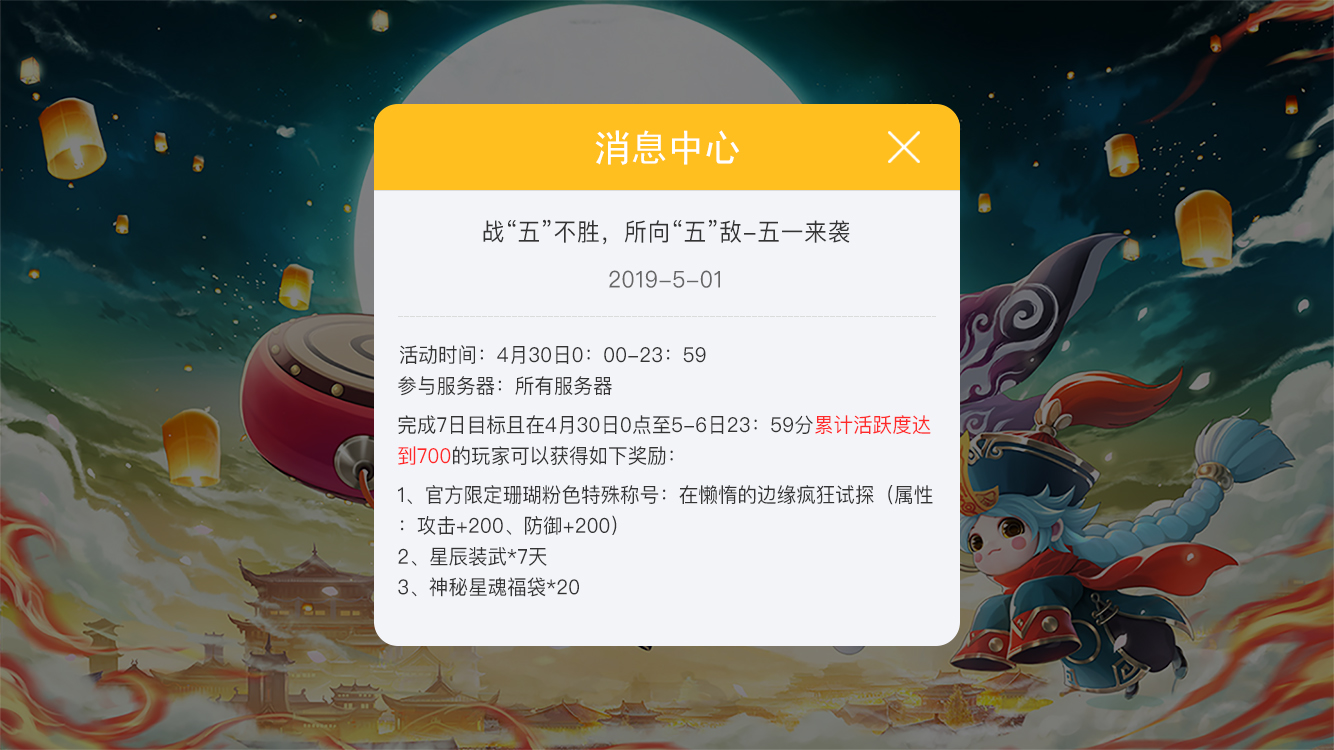 消息中心
战“五”不胜，所向“五”敌-五一来袭
2019-5-01
活动时间：4月30日0：00-23：59
参与服务器：所有服务器
完成7日目标且在4月30日0点至5-6日23：59分累计活跃度达
到700的玩家可以获得如下奖励：
1、官方限定珊瑚粉色特殊称号：在懒惰的边缘疯狂试探（属性
：攻击+200、防御+200）
2、星辰装武*7天
3、神秘星魂福袋*20